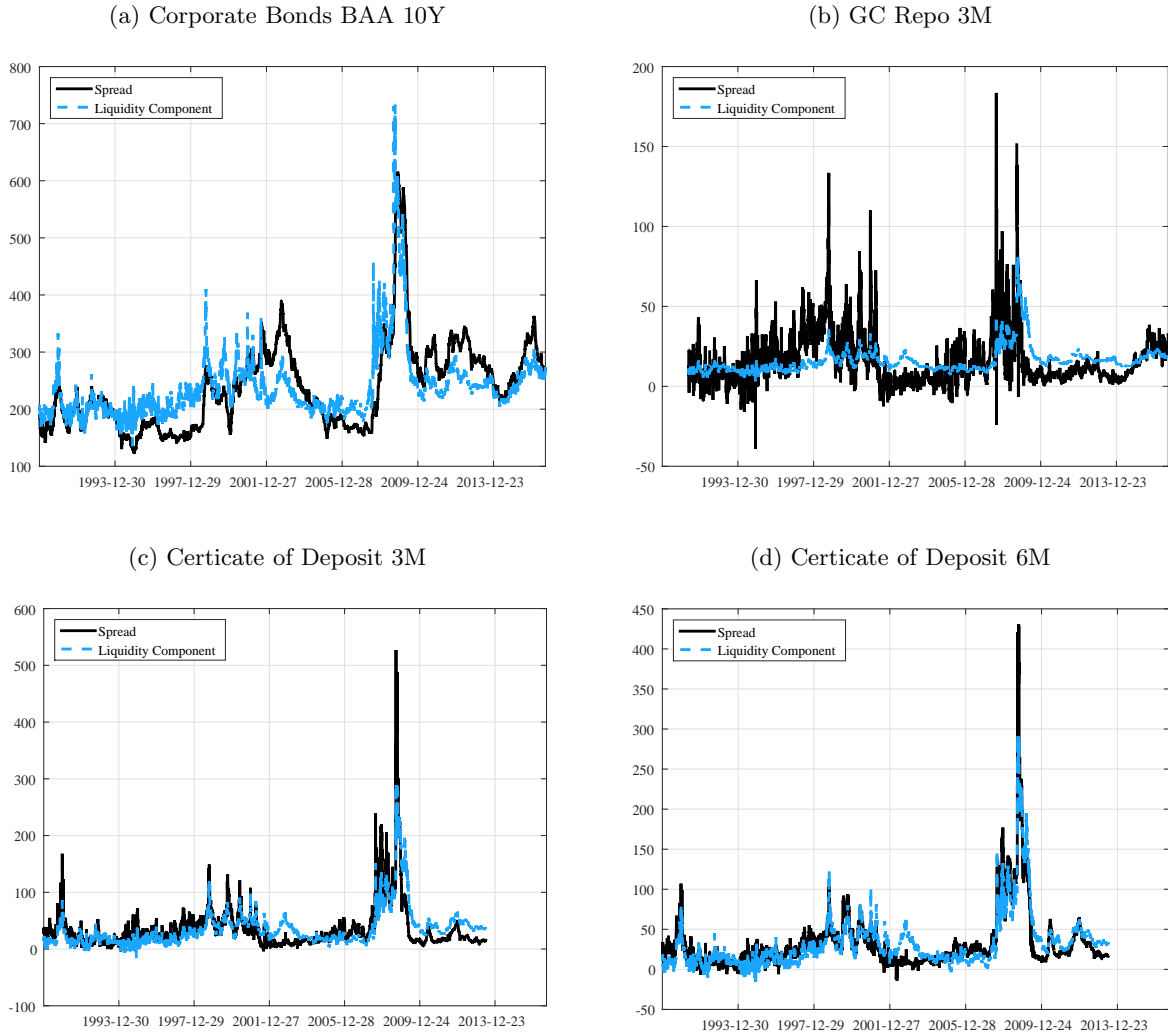 (a) Corporate Bonds BAA 10Y
800
700
600
500
400
300
200
100
Spread
Liquidity Component
1993-12-30 1997-12-29 2001-12-27 2005-12-28 2009-12-24 2013-12-23
(b) GC Repo 3M
200
150
100
50
0
-50
Spread
Liquidity Component
1993-12-30 1997-12-29 2001-12-27 2005-12-28 2009-12-24 2013-12-23
(c) Certicate of Deposit 3M
600
500
400
300
200
100
0
-100
Spread
Liquidity Component
1993-12-30 1997-12-29 2001-12-27 2005-12-28 2009-12-24 2013-12-23
(d) Certicate of Deposit 6M
450
400
350
300
250
200
150
100
50
0
-50
Spread
Liquidity Component
1993-12-30 1997-12-29 2001-12-27 2005-12-28 2009-12-24 2013-12-23